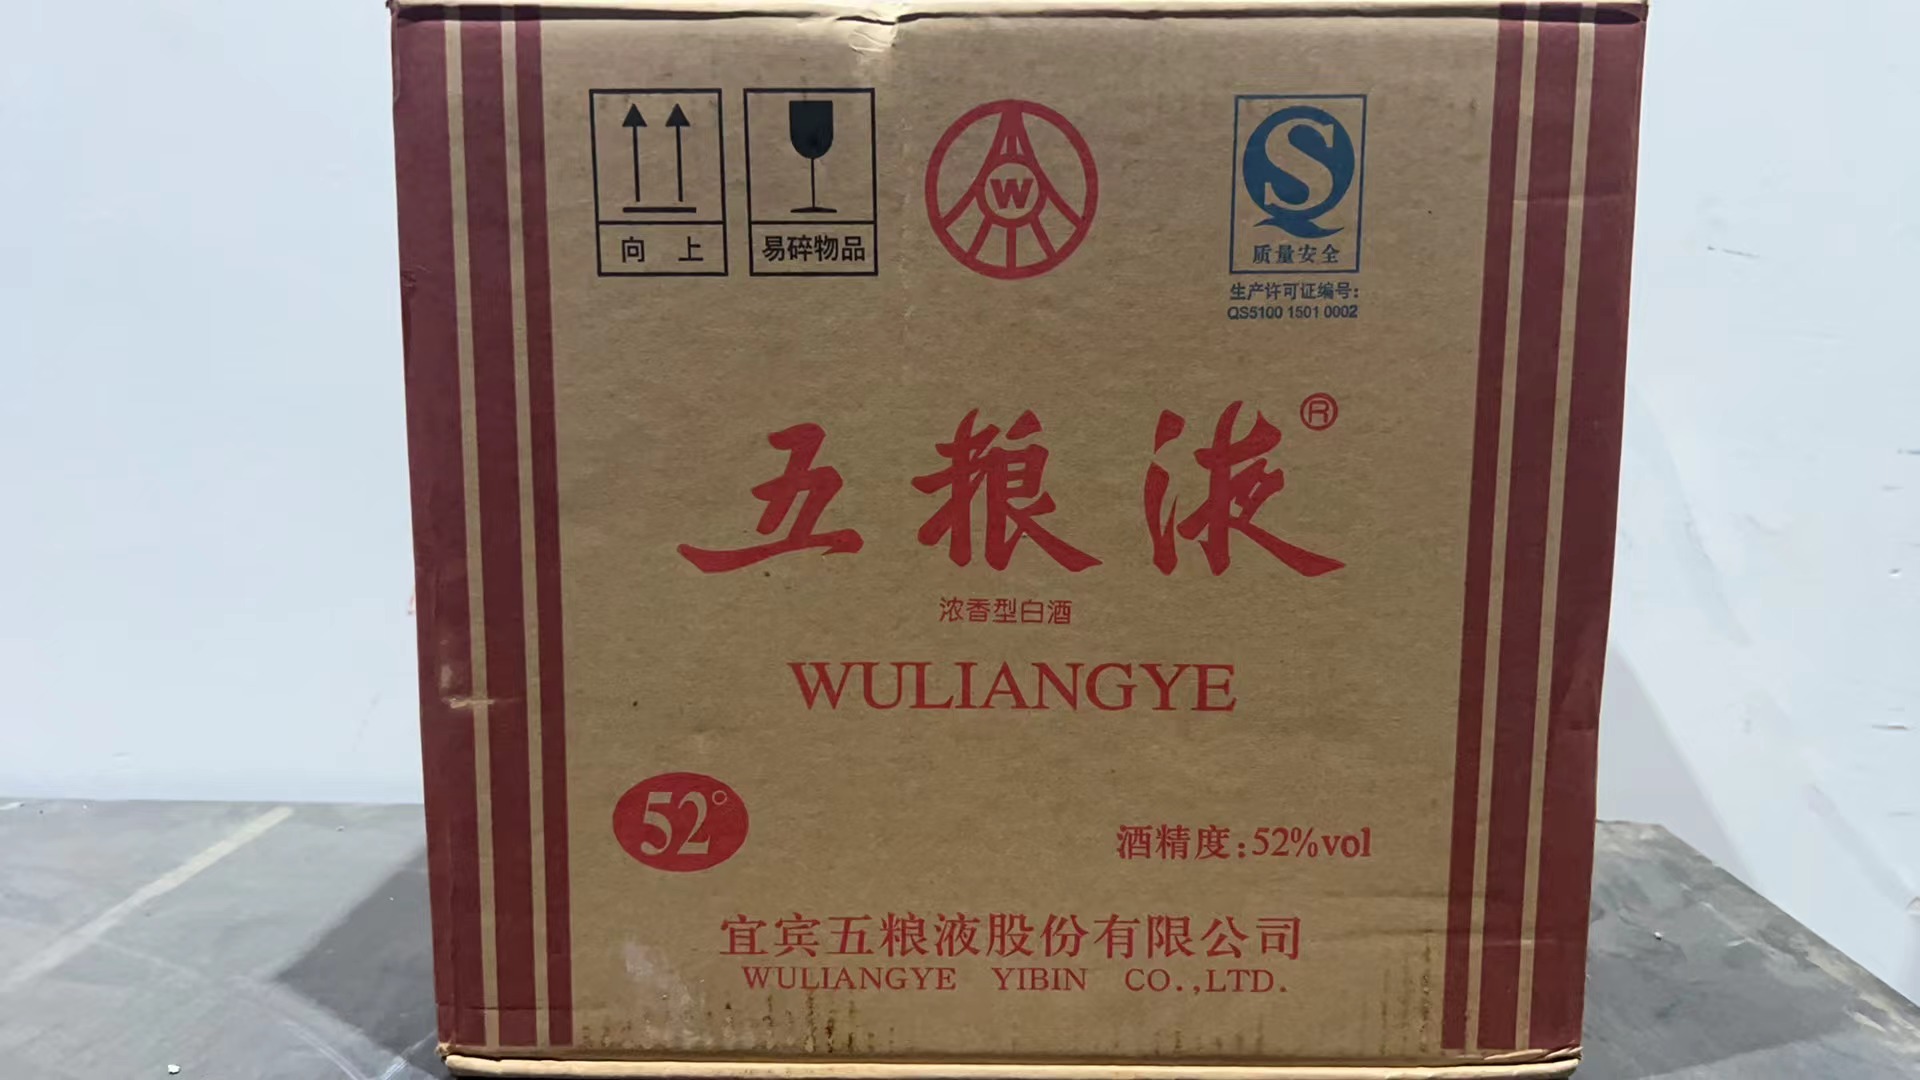 向 上
易碎物品
W
QS
质量安全
生产许可证编号:
QS5100 1501 0002
五粮液®
浓香型白酒
WULIANGYE
52°
酒精度:52%vol
宜宾五粮液股份有限公司
WULIANGYE YIBIN CO.,LTD.